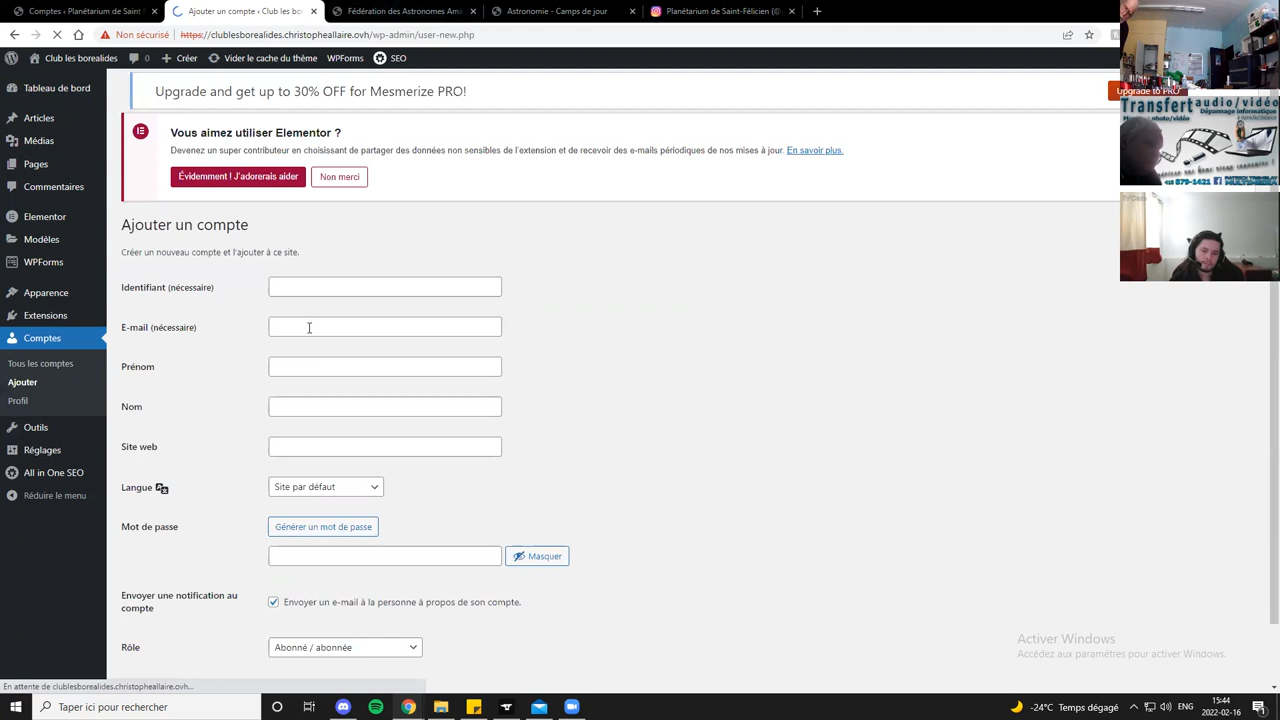 Comptes ‹ Planétarium de Saint-F
Ajouter un compte ‹ Club les bo
Fédération des Astronomes Ama
Astronomie - Camps de jour
Planétarium de Saint-Félicien (@c
Non sécurisé
https://clublesborealides.christopheallaire.ovh/wp-admin/user-new.php
Club les borealides
0
Créer
Vider le cache du thème
WPForms
SEO
Tableau de bord
Articles
Médias
Pages
Commentaires
Elementor
Modèles
WPForms
Apparence
Extensions
Comptes
Tous les comptes
Ajouter
Profil
Outils
Réglages
All in One SEO
Réduire le menu
Upgrade and get up to 30% OFF for Mesmerize PRO!
Upgrade to PRO
Vous aimez utiliser Elementor ?
Devenez un super contributeur en choisissant de partager des données non sensibles de l'extension et de recevoir des e-mails périodiques de nos mises à jour. En savoir plus.
Évidemment ! J'adorerais aider
Non merci
Ajouter un compte
Créer un nouveau compte et l'ajouter à ce site.
Identifiant (nécessaire)
E-mail (nécessaire)
Prénom
Nom
Site web
Langue
Site par défaut
Mot de passe
Générer un mot de passe
Masquer
Envoyer une notification au
compte
Envoyer un e-mail à la personne à propos de son compte.
Rôle
Abonné / abonnée
En attente de clublesborealides.christopheallaire.ovh...
Transfert audio/vidéo
Dépannage informatique
879-1421
Activer Windows
Accédez aux paramètres pour activer Windows.
Taper ici pour rechercher
-24°C Temps dégagé
ENG
15:44
2022-02-16
1